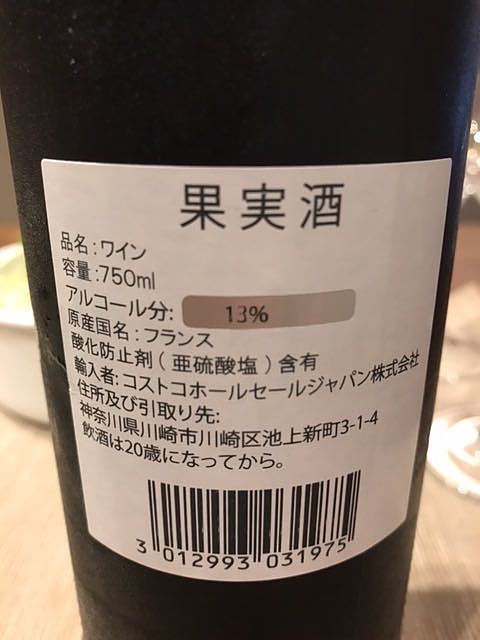 果実酒
品名:ワイン
容量:750ml
アルコール分: 13%
原産国名:フランス
酸化防止剤(亜硫酸塩)含有
輸入者:コストコホールセールジャパン株式会社
住所及び引取り先:
神奈川県川崎市川崎区池上新町3-1-4
飲酒は20歳になってから。
3 012993 031975